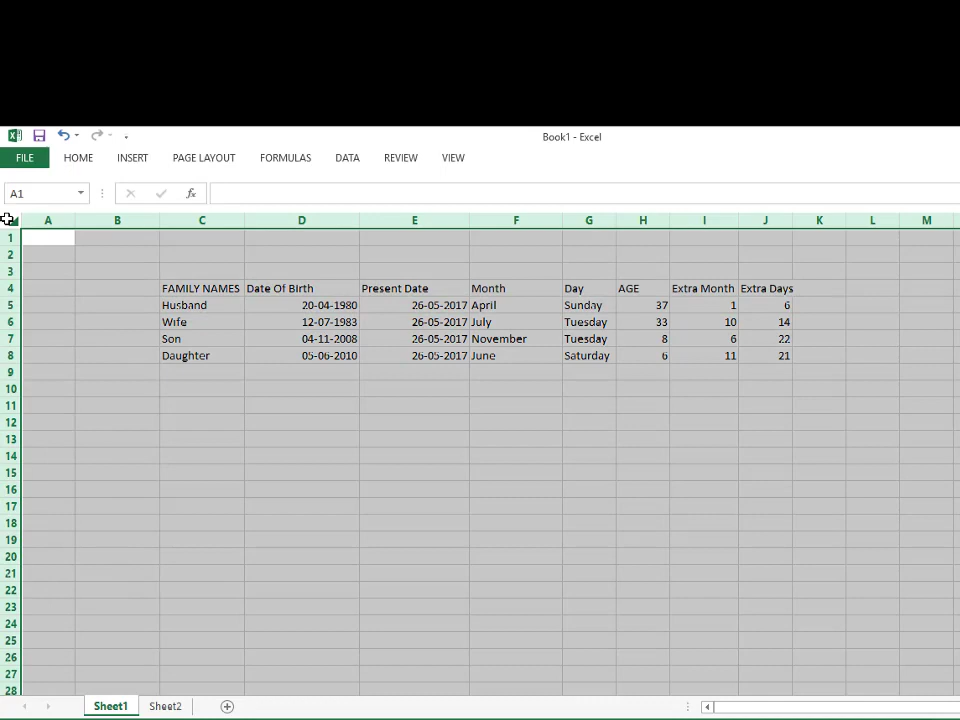 Book1 - Excel
FILE HOME INSERT PAGE LAYOUT FORMULAS DATA REVIEW VIEW
A1 fx
A B C D E F G H I J K L M
1
2
3
4 FAMILY NAMES Date Of BIrth Present Date Month Day AGE Extra Month Extra Days
5 Husband 20-04-1980 26-05-2017 April Sunday 37 1 6
6 Wife 12-07-1983 26-05-2017 July Tuesday 33 10 14
7 Son 04-11-2008 26-05-2017 November Tuesday 8 6 22
8 Daughter 05-06-2010 26-05-2017 June Saturday 6 11 21
9
10
11
12
13
14
15
16
17
18
19
20
21
22
23
24
25
26
27
28
Sheet1 Sheet2